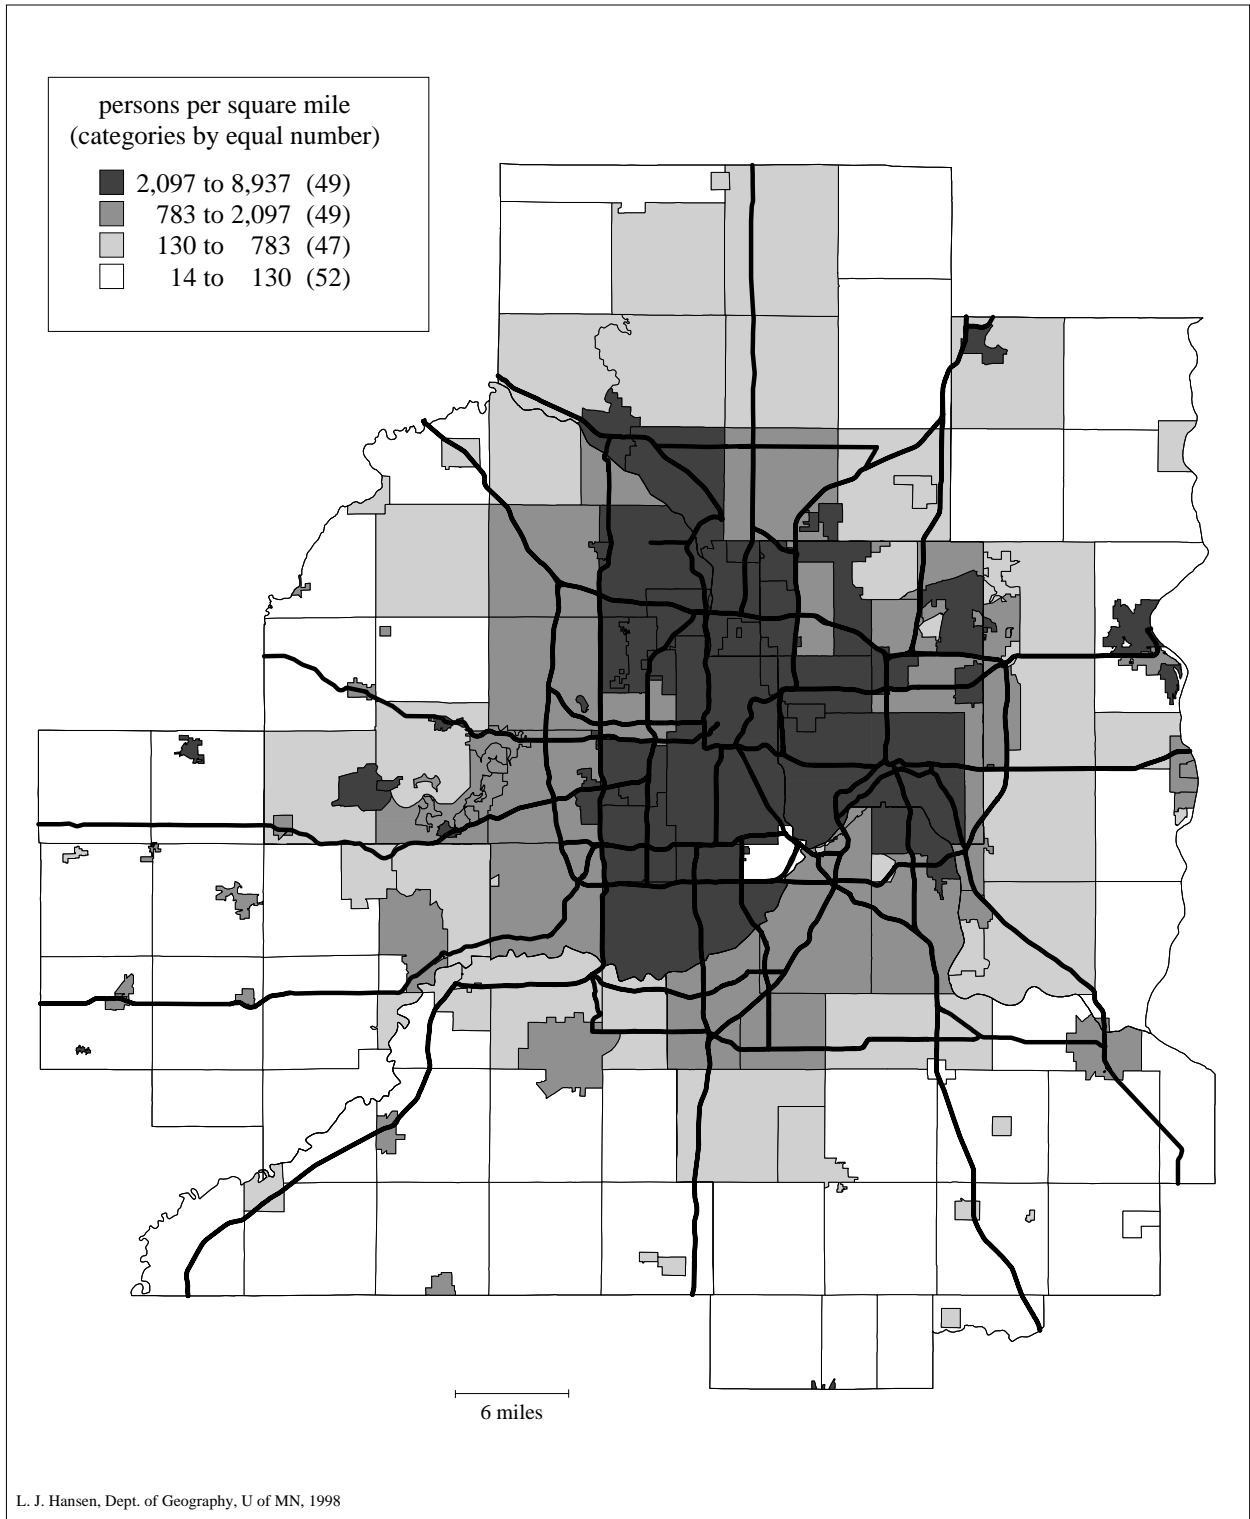 persons per square mile
(categories by equal number)
2,097 to 8,937 (49)
783 to 2,097 (49)
130 to 783 (47)
14 to 130 (52)
6 miles
L. J. Hansen, Dept. of Geography, U of MN, 1998